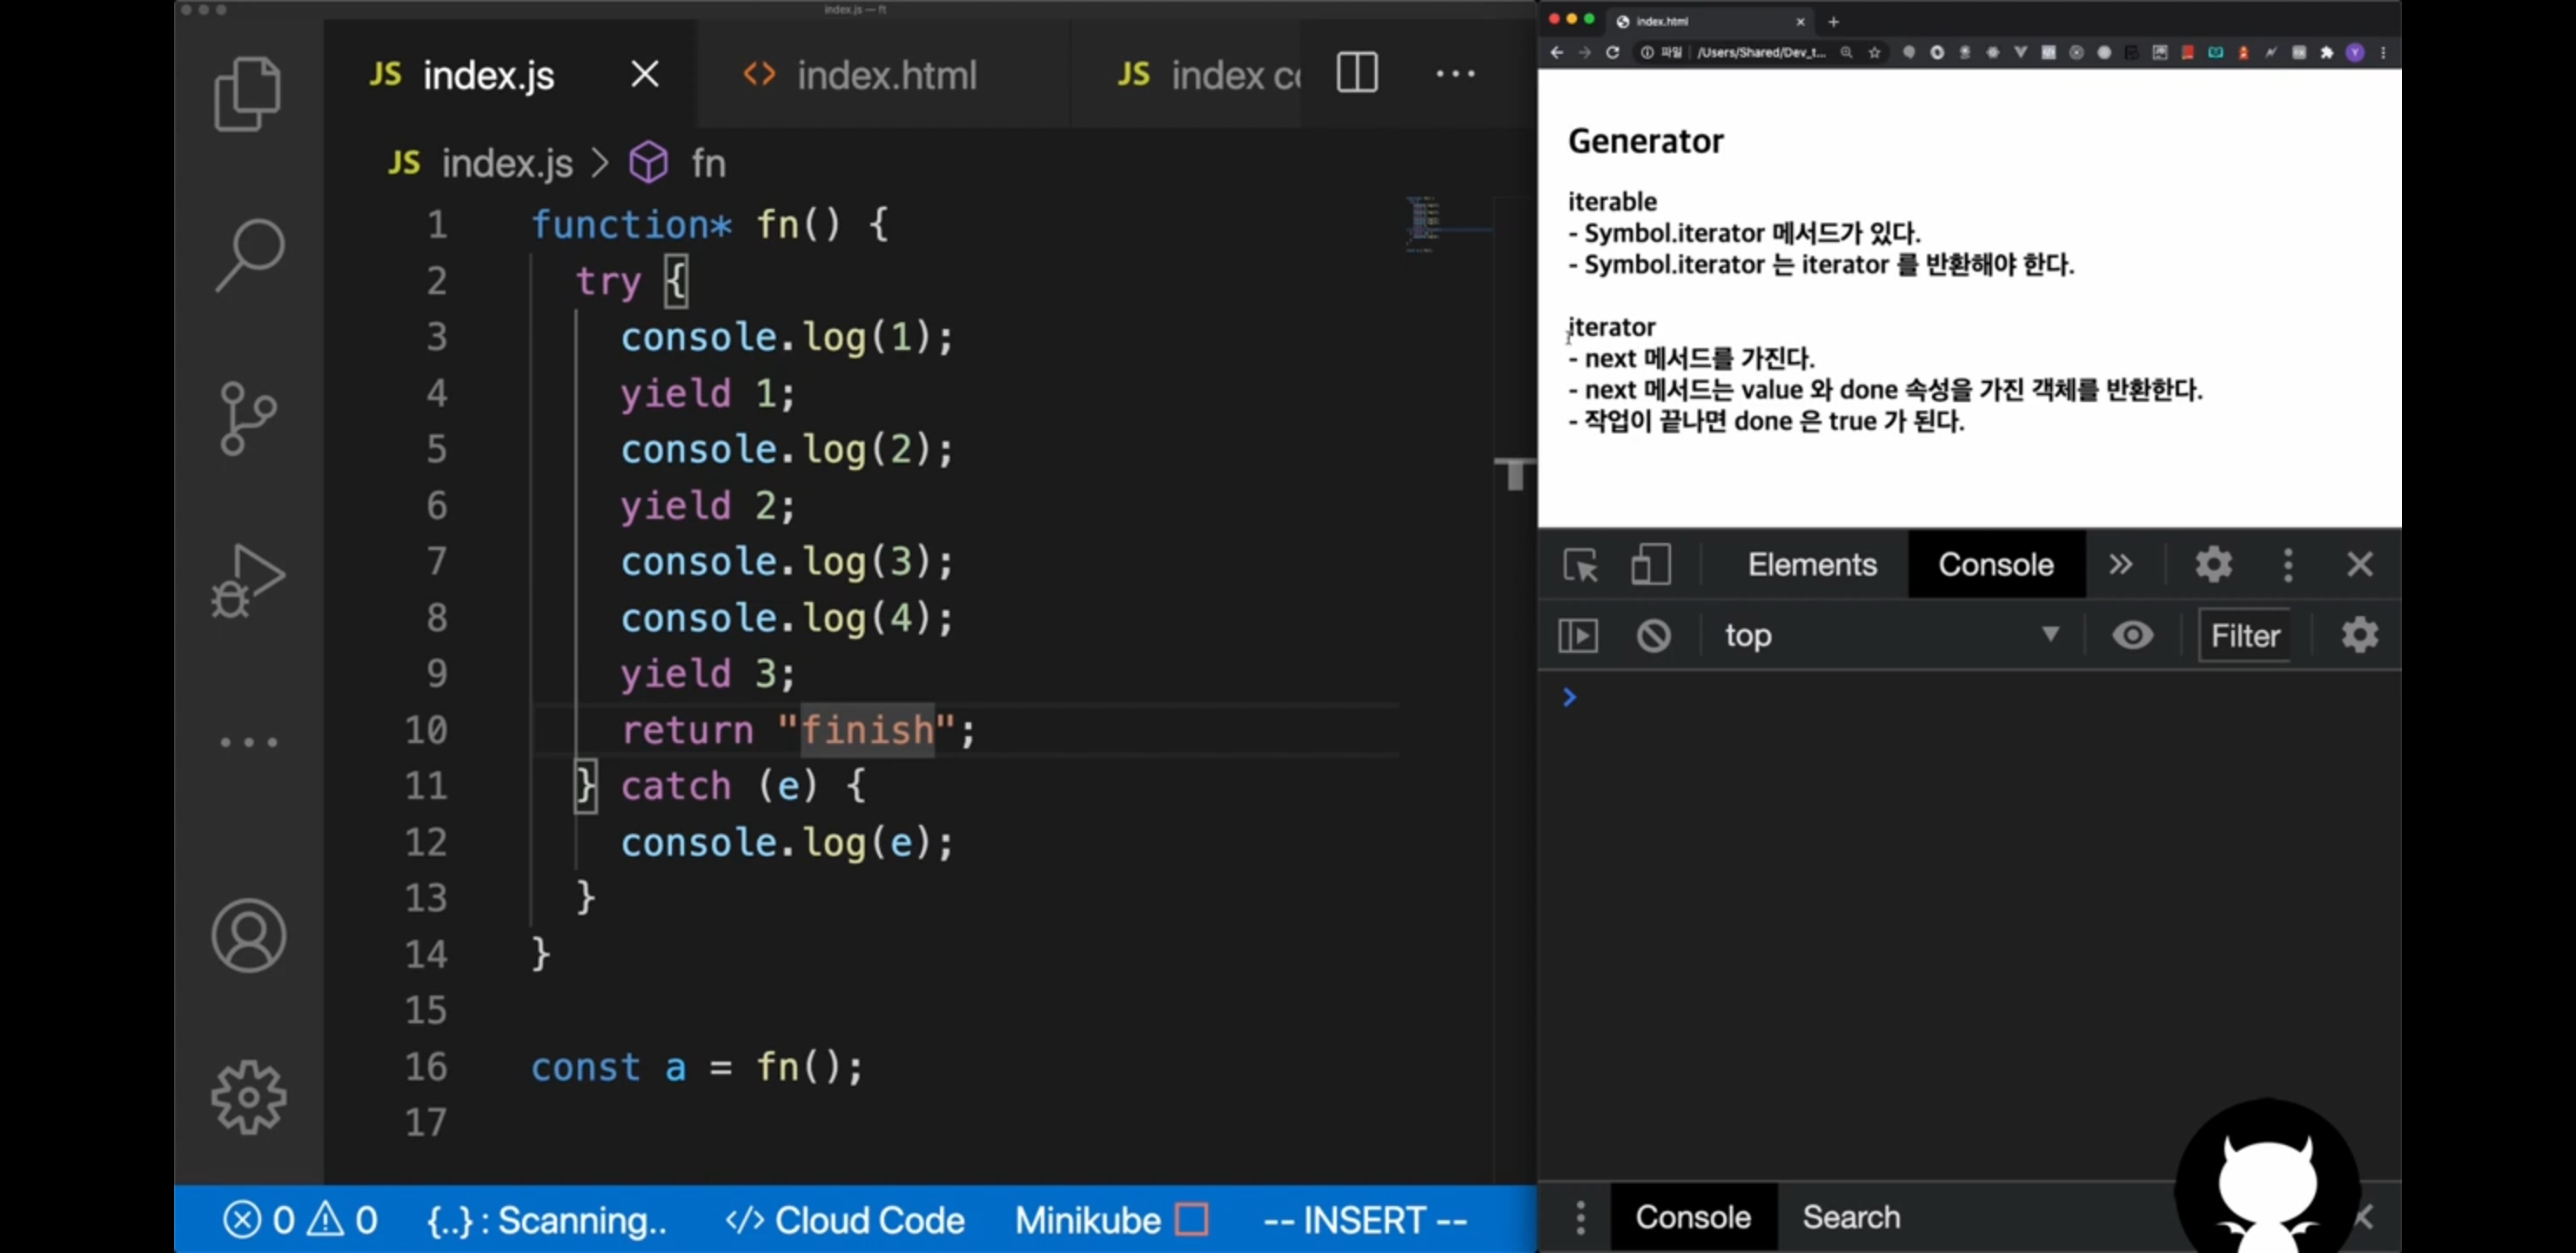 index.js — ft
JS index.js
<> index.html
JS index co
JS index.js > fn
1 function* fn() {
2 try {
3 console.log(1);
4 yield 1;
5 console.log(2);
6 yield 2;
7 console.log(3);
8 console.log(4);
9 yield 3;
10 return "finish";
11 } catch (e) {
12 console.log(e);
13 }
14 }
15
16 const a = fn();
17
0 0 {..} : Scanning.. </> Cloud Code Minikube -- INSERT --
index.html
파일 | /Users/Shared/Dev_t...
Generator
iterable
- Symbol.iterator 메서드가 있다.
- Symbol.iterator 는 iterator 를 반환해야 한다.
iterator
- next 메서드를 가진다.
- next 메서드는 value 와 done 속성을 가진 객체를 반환한다.
- 작업이 끝나면 done 은 true 가 된다.
Elements Console »
top Filter
>
Console Search